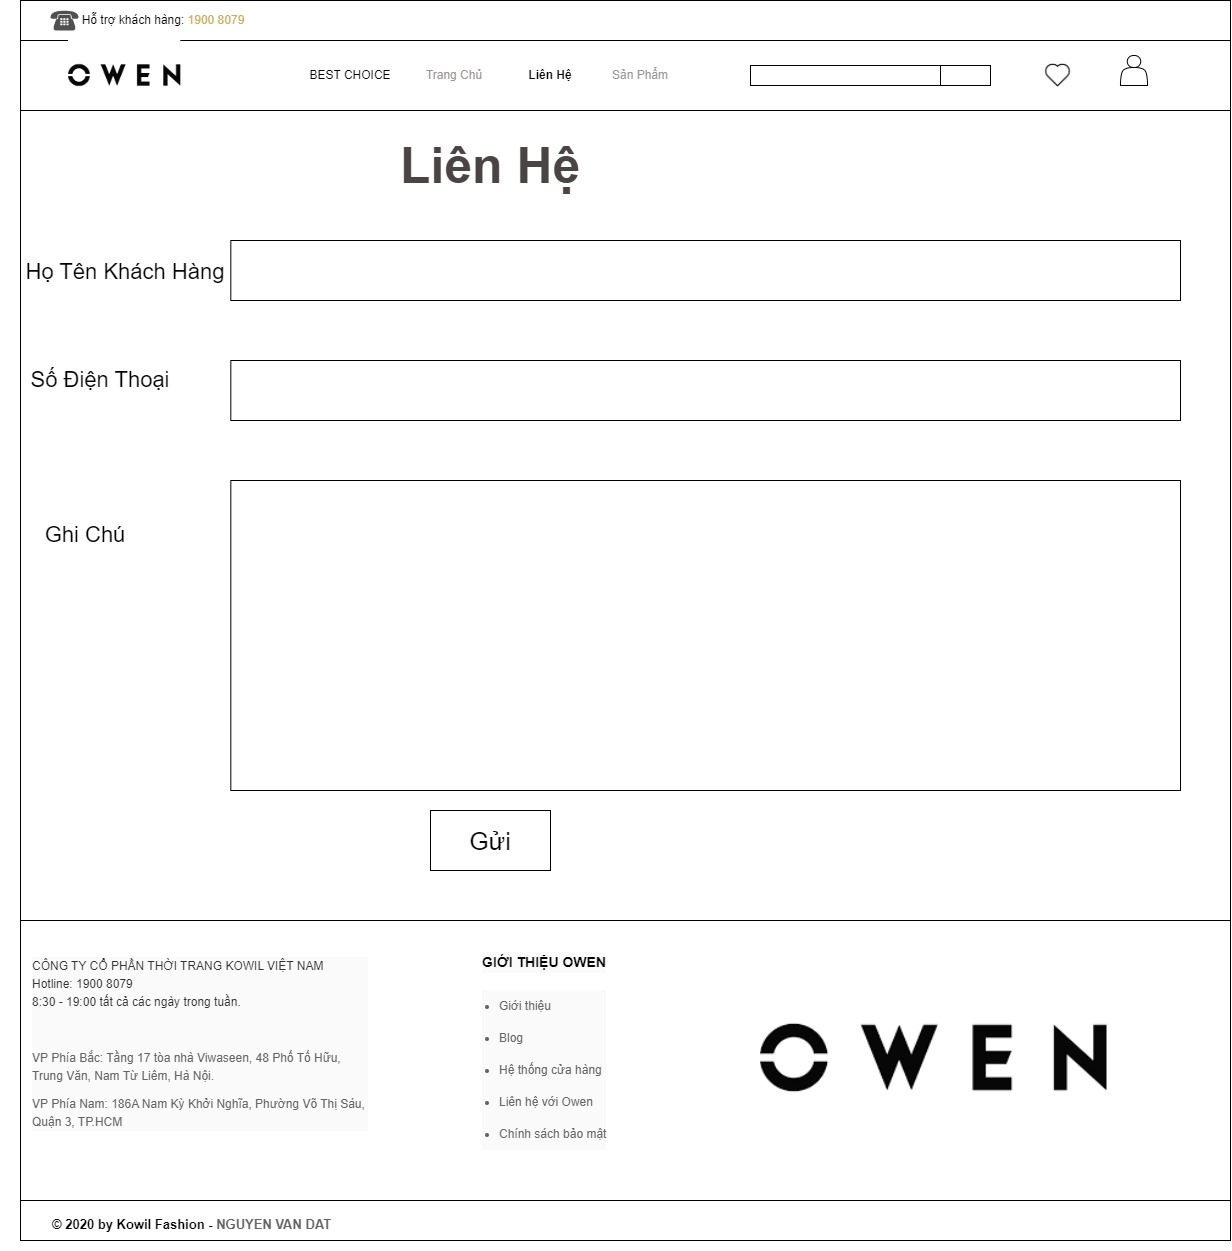 Hỗ trợ khách hàng: 1900 8079
OWEN
BEST CHOICE
Trang Chủ
Liên Hệ
Sản Phẩm
Liên Hệ
Họ Tên Khách Hàng
Số Điện Thoại
Ghi Chú
Gửi
CÔNG TY CỔ PHẦN THỜI TRANG KOWIL VIỆT NAM
Hotline: 1900 8079
8:30 - 19:00 tất cả các ngày trong tuần.
VP Phía Bắc: Tầng 17 tòa nhà Viwaseen, 48 Phố Tố Hữu,
Trung Văn, Nam Từ Liêm, Hà Nội.
VP Phía Nam: 186A Nam Kỳ Khởi Nghĩa, Phường Võ Thị Sáu,
Quận 3, TP.HCM
GIỚI THIỆU OWEN
Giới thiệu
Blog
Hệ thống cửa hàng
Liên hệ với Owen
Chính sách bảo mật
OWEN
© 2020 by Kowil Fashion - NGUYEN VAN DAT